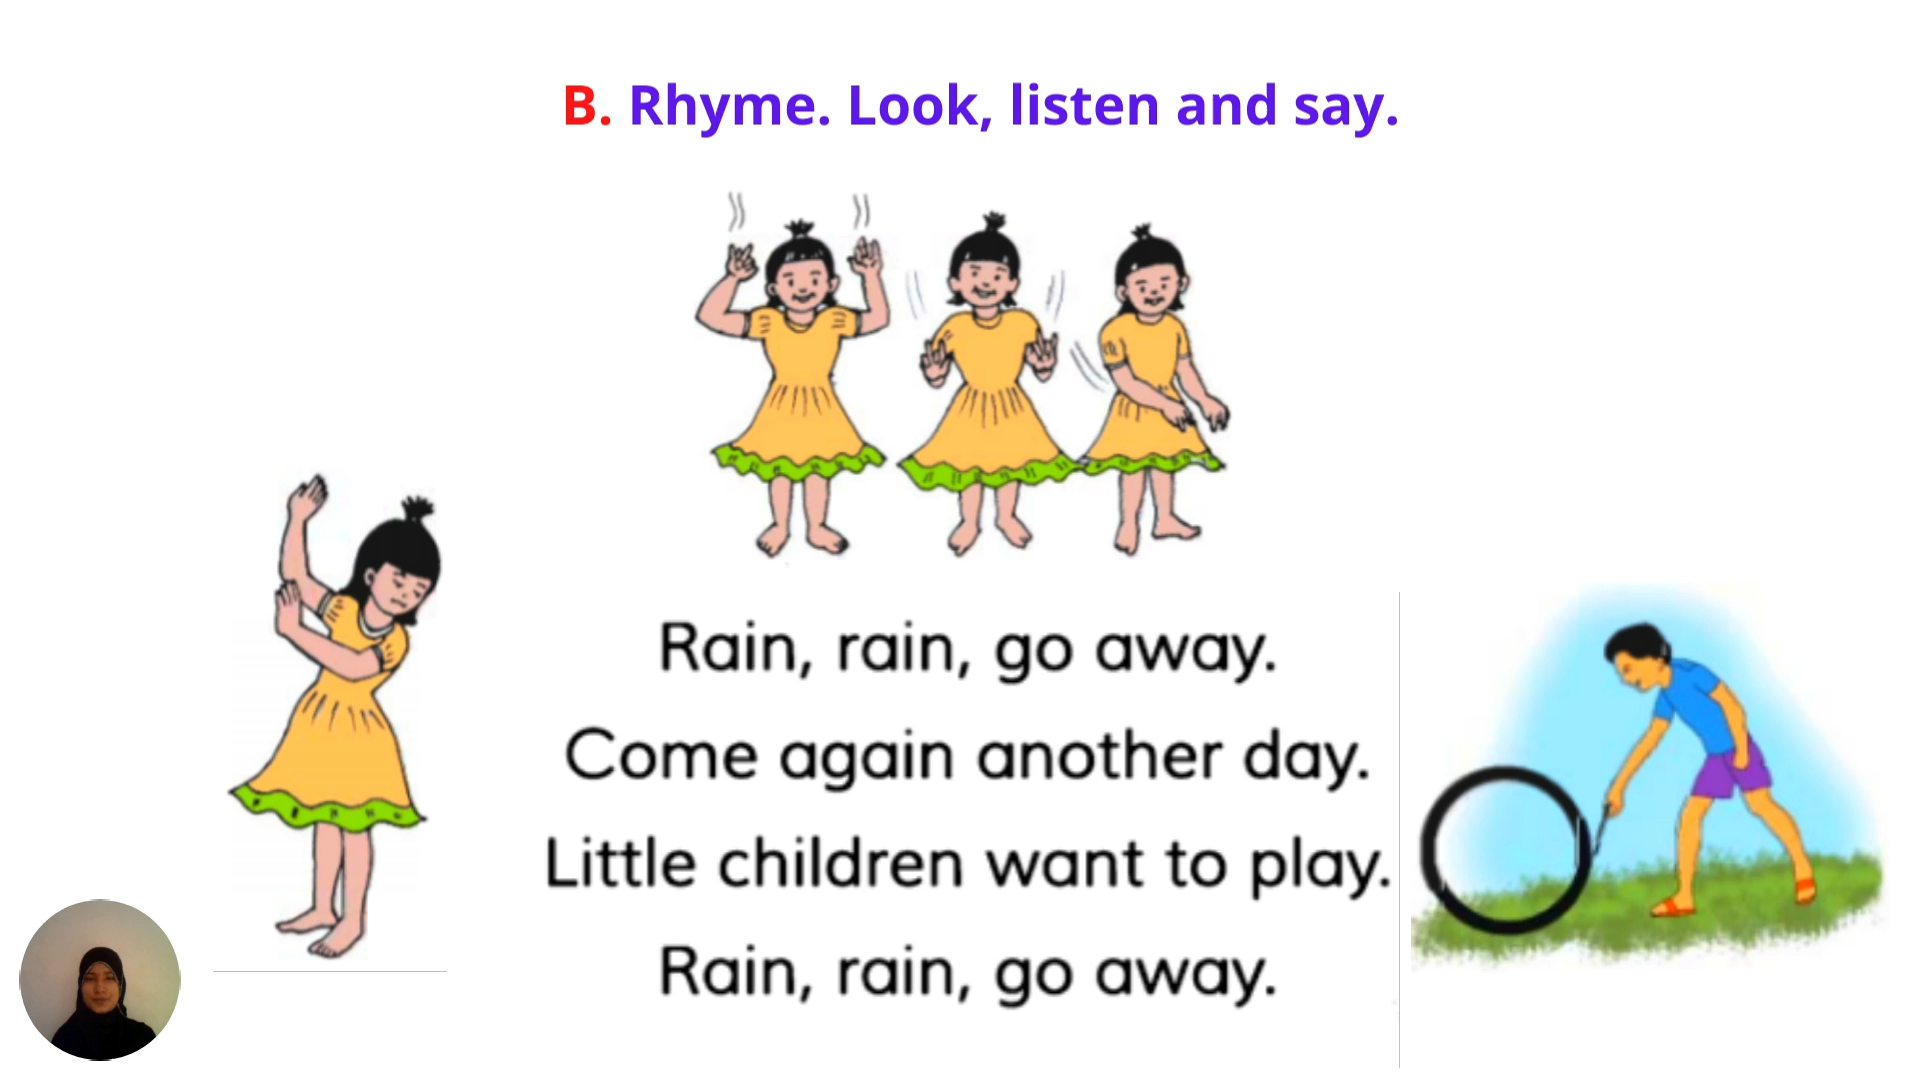 B. Rhyme. Look, listen and say.
Rain, rain, go away.
Come again another day.
Little children want to play.
Rain, rain, go away.